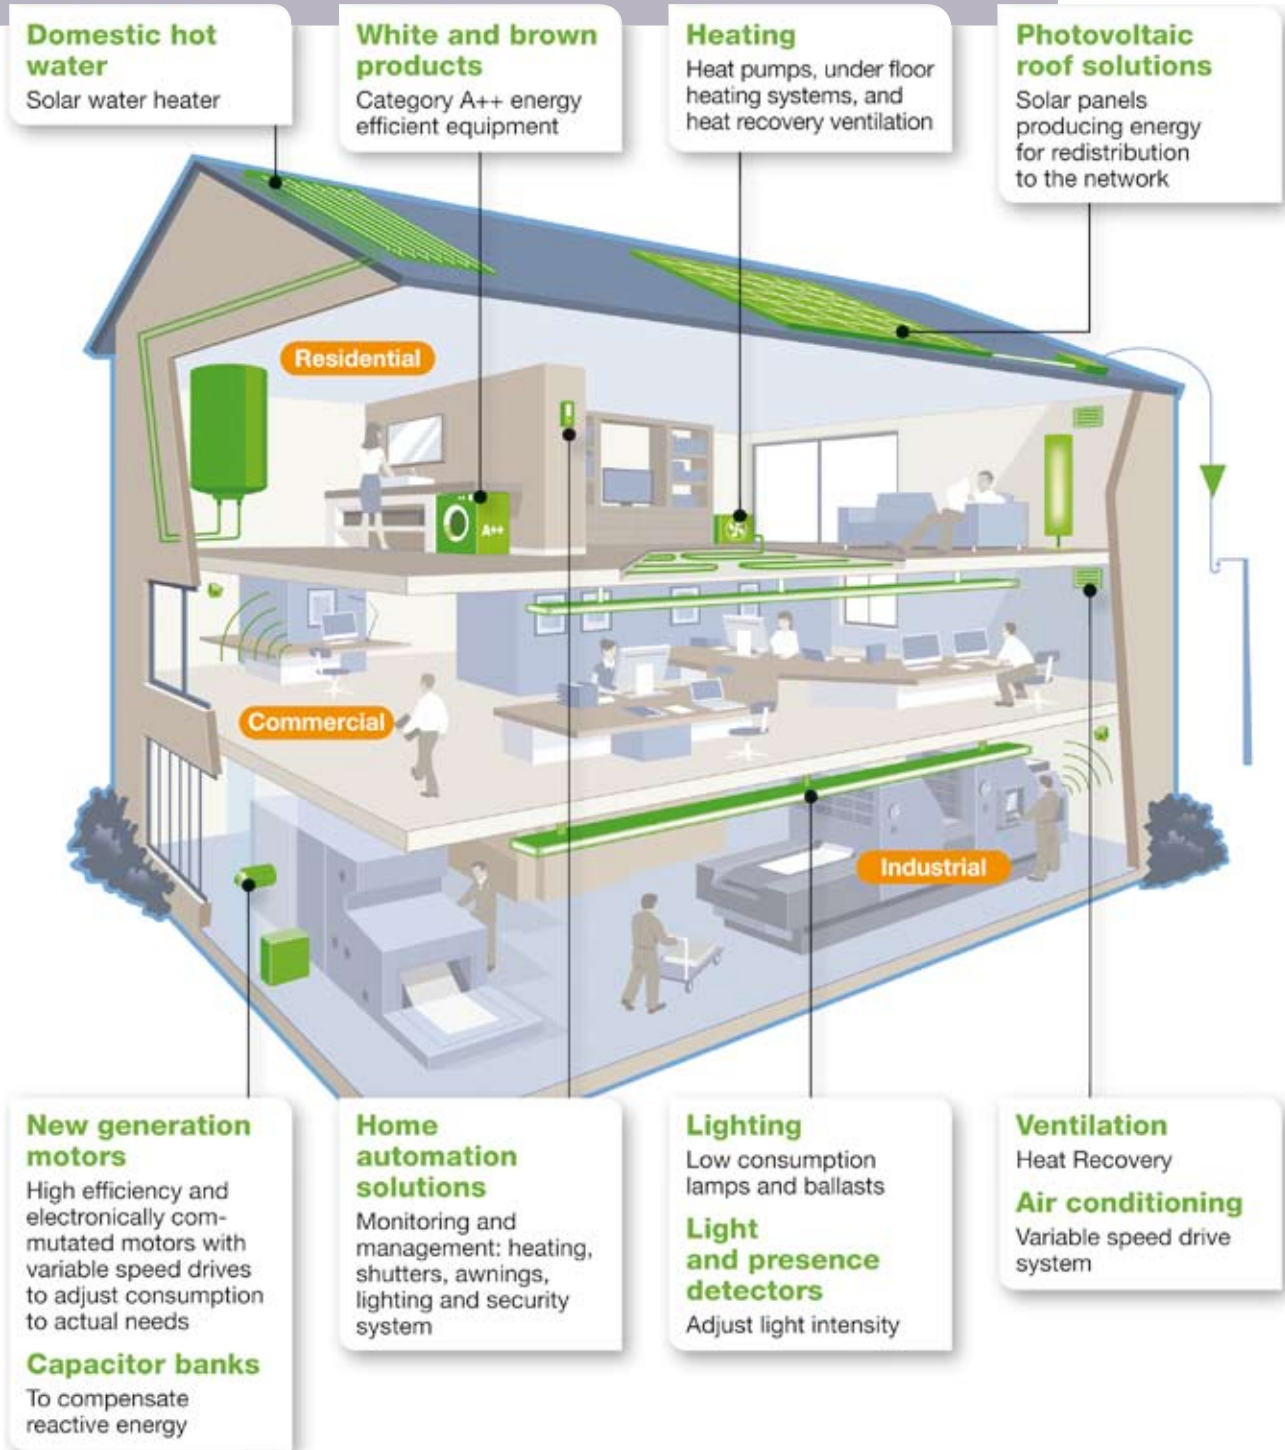 Domestic hot
water
Solar water heater
White and brown
products
Category A++ energy
efficient equipment
Heating
Heat pumps, under floor
heating systems, and
heat recovery ventilation
Photovoltaic
roof solutions
Solar panels
producing energy
for redistribution
to the network
Residential
A++
Commercial
Industrial
New generation
motors
High efficiency and
electronically com-
mutated motors with
variable speed drives
to adjust consumption
to actual needs
Capacitor banks
To compensate
reactive energy
Home
automation
solutions
Monitoring and
management: heating,
shutters, awnings,
lighting and security
system
Lighting
Low consumption
lamps and ballasts
Light
and presence
detectors
Adjust light intensity
Ventilation
Heat Recovery
Air conditioning
Variable speed drive
system